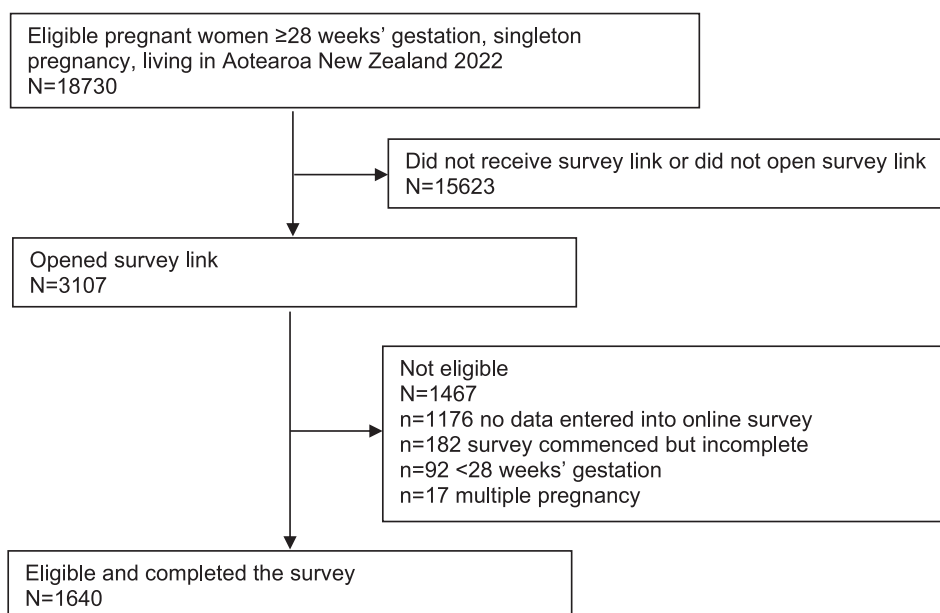 Eligible pregnant women ≥28 weeks’ gestation, singleton
pregnancy, living in Aotearoa New Zealand 2022
N=18730
Did not receive survey link or did not open survey link
N=15623
Opened survey link
N=3107
Not eligible
N=1467
n=1176 no data entered into online survey
n=182 survey commenced but incomplete
n=92 <28 weeks’ gestation
n=17 multiple pregnancy
Eligible and completed the survey
N=1640